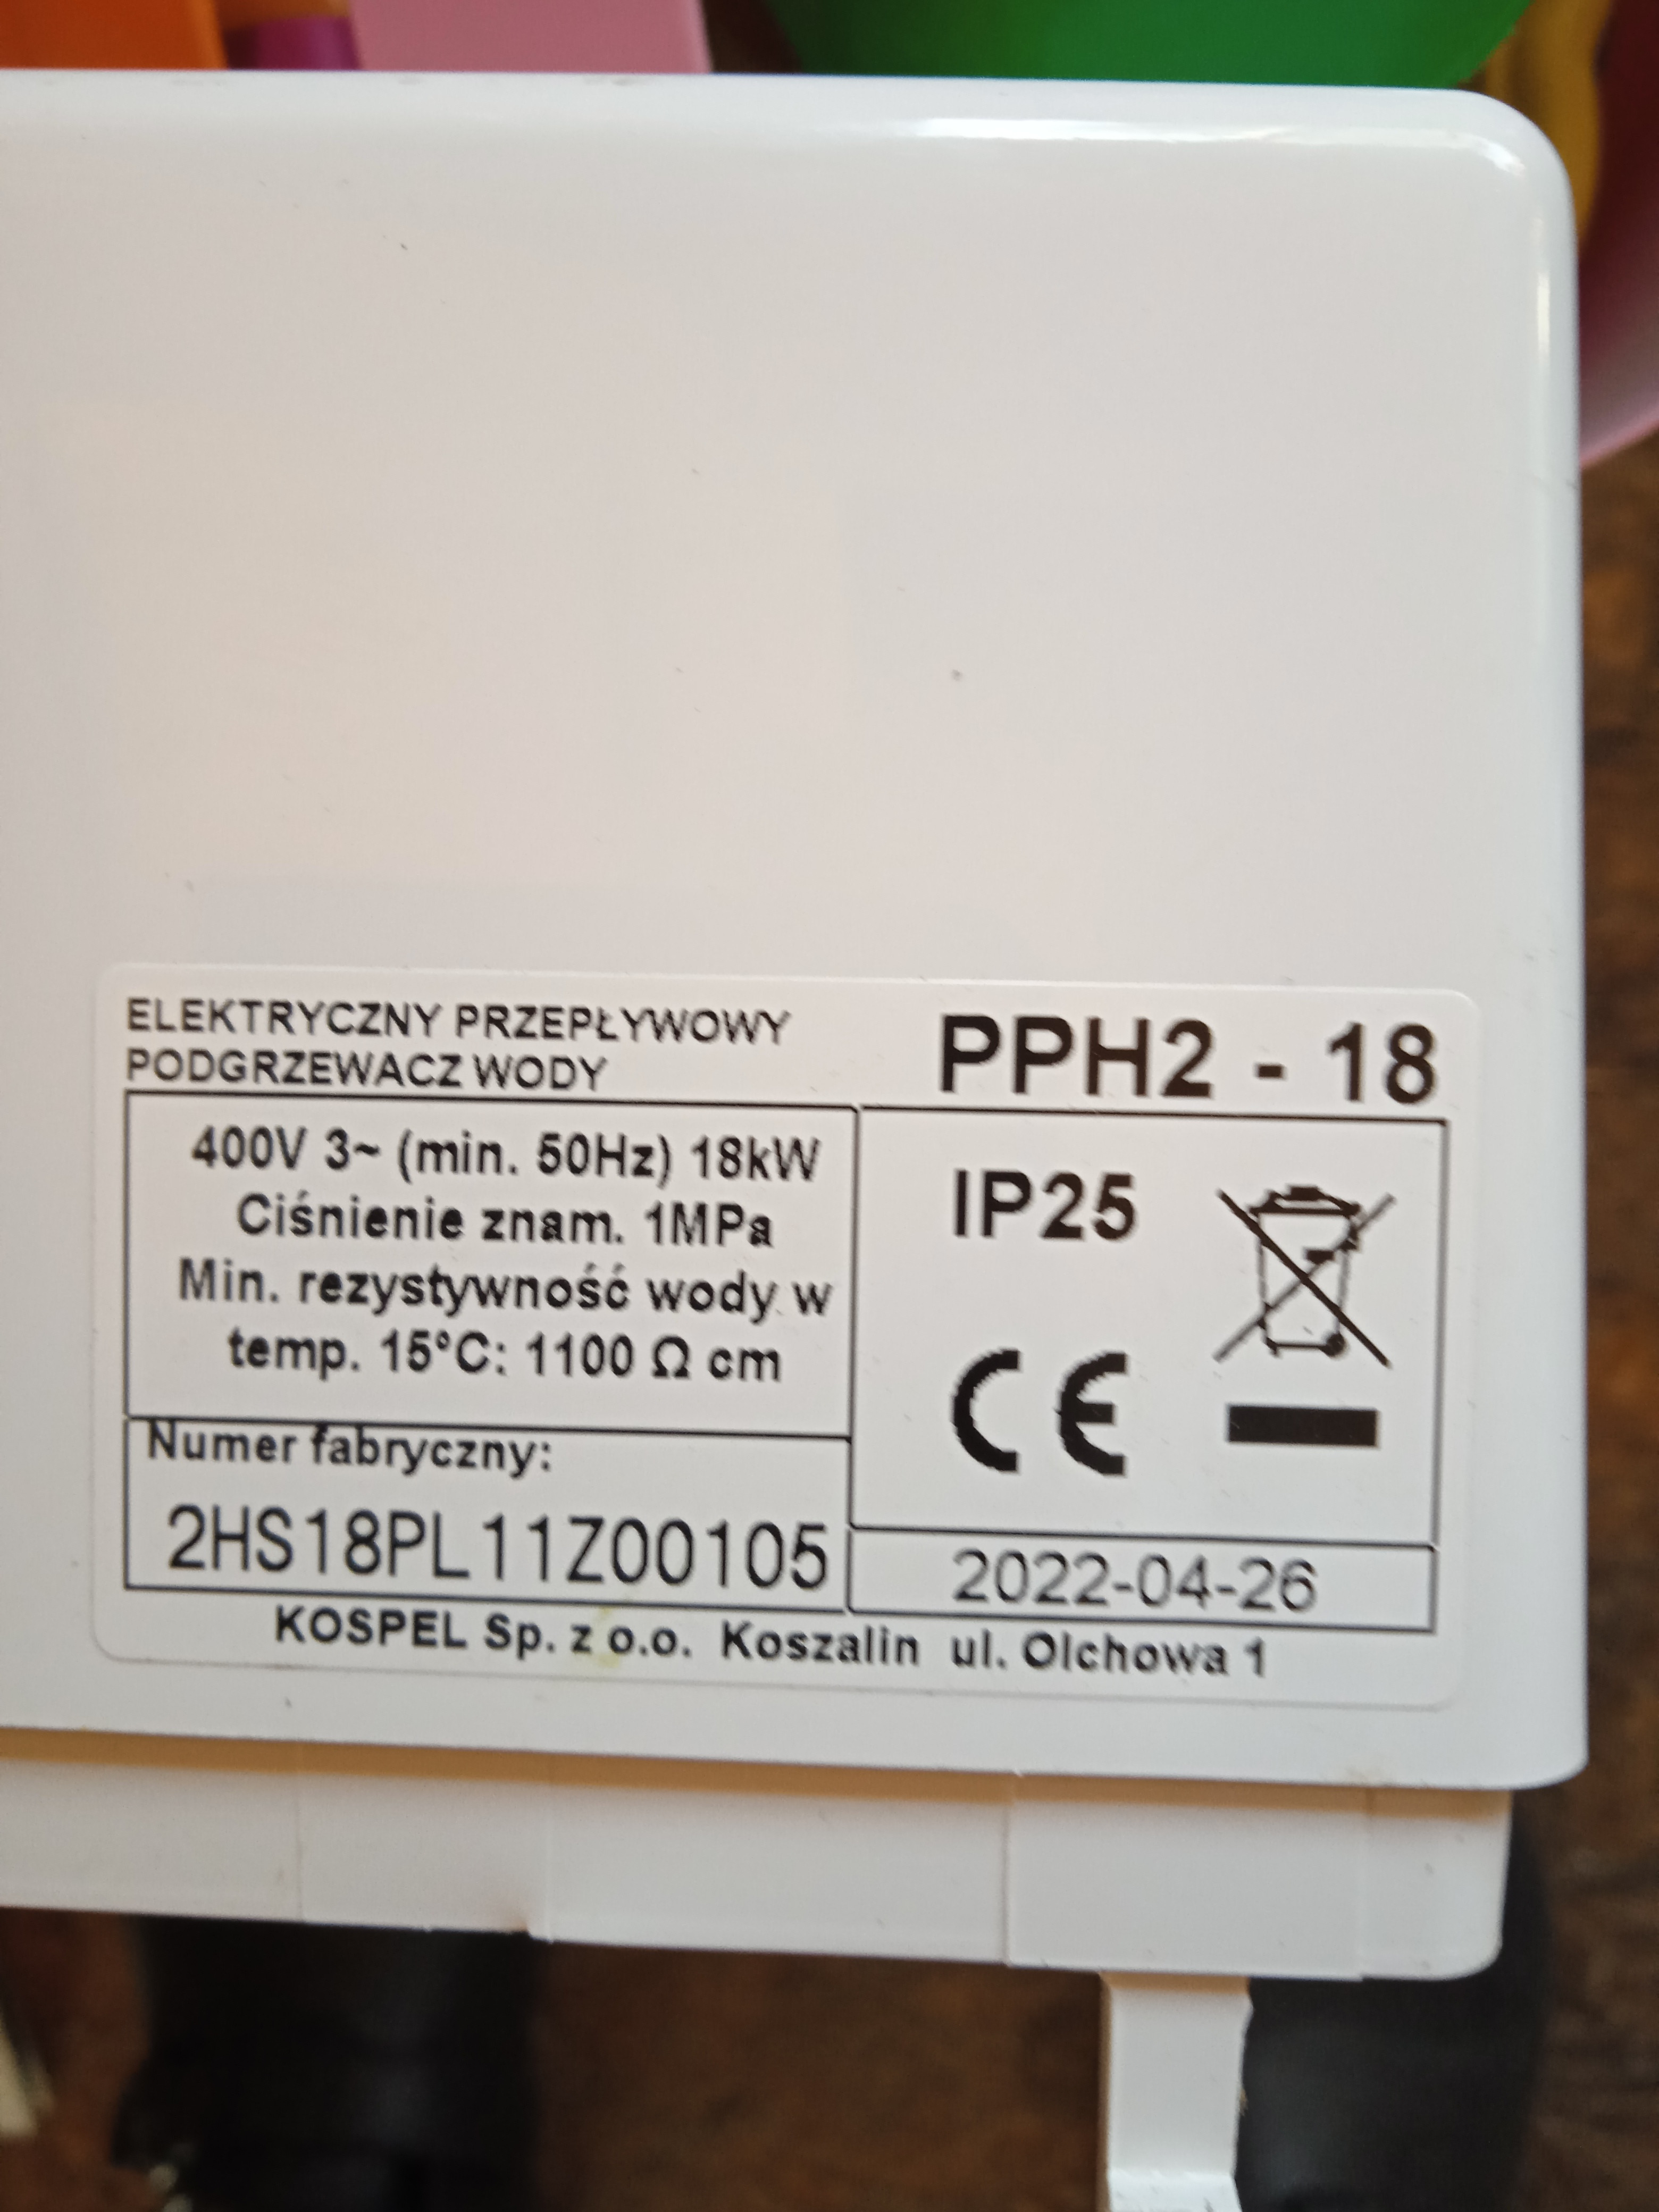 ELEKTRYCZNY PRZEPŁYWOWY
PODGRZEWACZ WODY
PPH2 - 18
400V 3~ (min. 50Hz) 18kW
Ciśnienie znam. 1MPa
Min. rezystywność wody w
temp. 15°C: 1100 Ω cm
IP25
CE
Numer fabryczny:
2HS18PL11Z00105
2022-04-26
KOSPEL Sp. z o.o. Koszalin ul. Olchowa 1